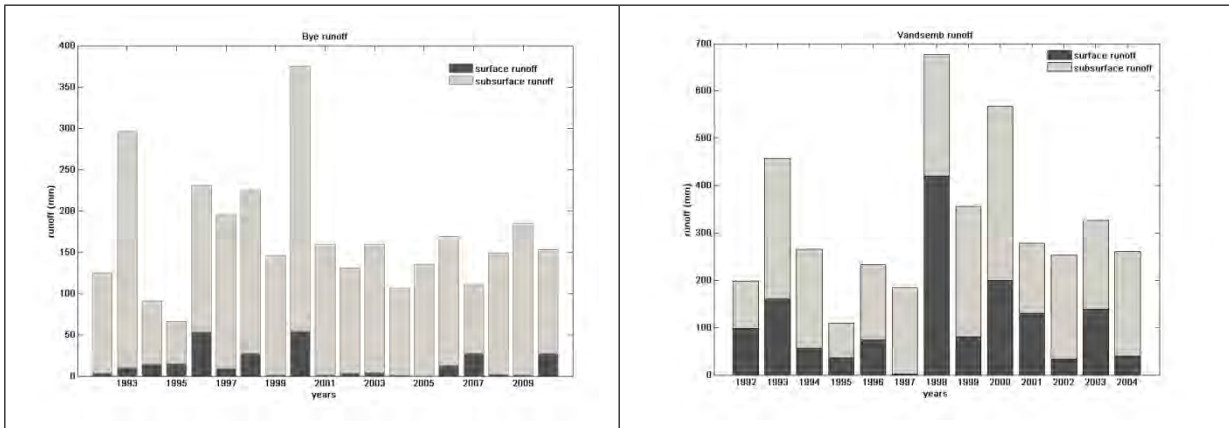 Bye runoff
400
350
300
250
200
150
100
50
0
runoff (mm)
surface runoff
subsurface runoff
1993 1995 1997 1999 2001 2003 2005 2007 2009
years
Vandsemb runoff
700
600
500
400
300
200
100
0
runoff (mm)
surface runoff
subsurface runoff
1992 1993 1994 1995 1996 1997 1998 1999 2000 2001 2002 2003 2004
years